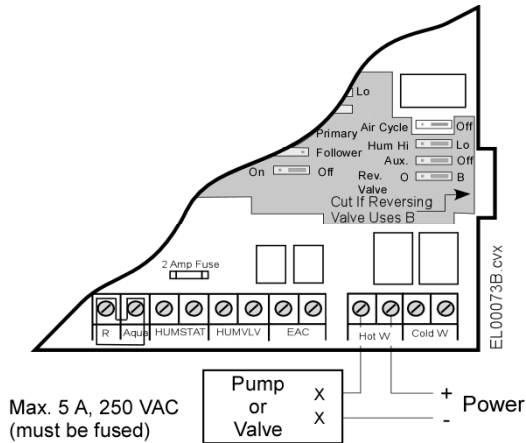 Lo
Air Cycle Off
Primary
Hum Hi Lo
Follower
Aux. Off
On Off
Rev. Valve O B
Cut If Reversing
Valve Uses B
2 Amp Fuse
R Aqua HUMSTAT HUMVLV EAC Hot W Cold W
EL00073B.cvx
Pump
or
Valve
X
X
+
-
Power
Max. 5 A, 250 VAC
(must be fused)